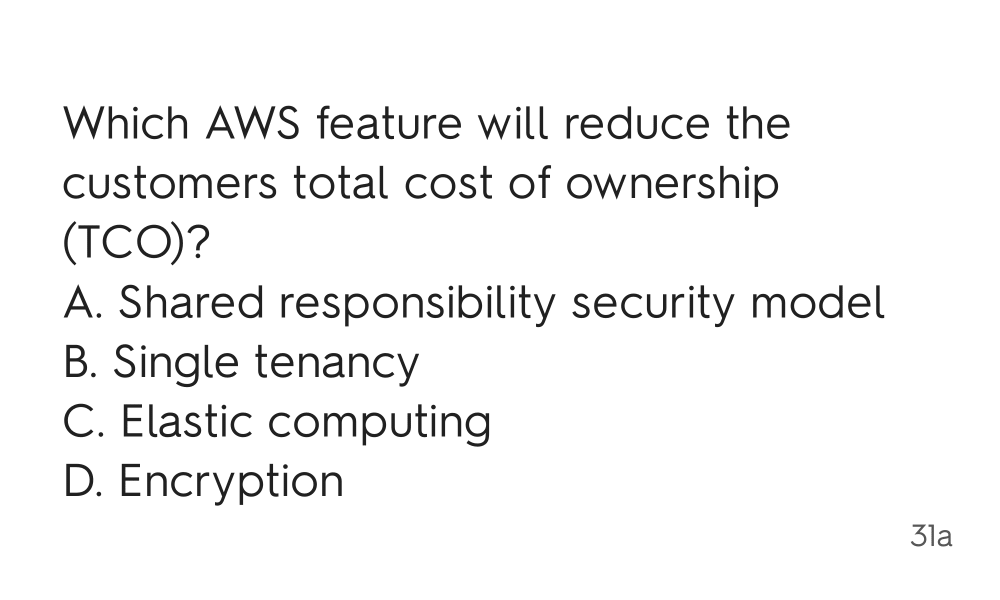 Which AWS feature will reduce the
customers total cost of ownership
(TCO)?
A. Shared responsibility security model
B. Single tenancy
C. Elastic computing
D. Encryption
31a